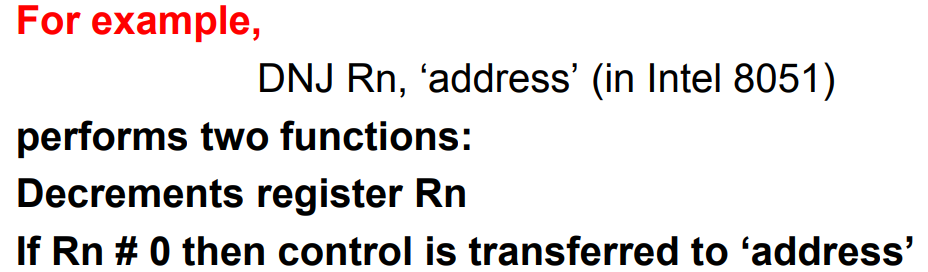 For example,
DNJ Rn, ‘address’ (in Intel 8051)
performs two functions:
Decrements register Rn
If Rn # 0 then control is transferred to ‘address’